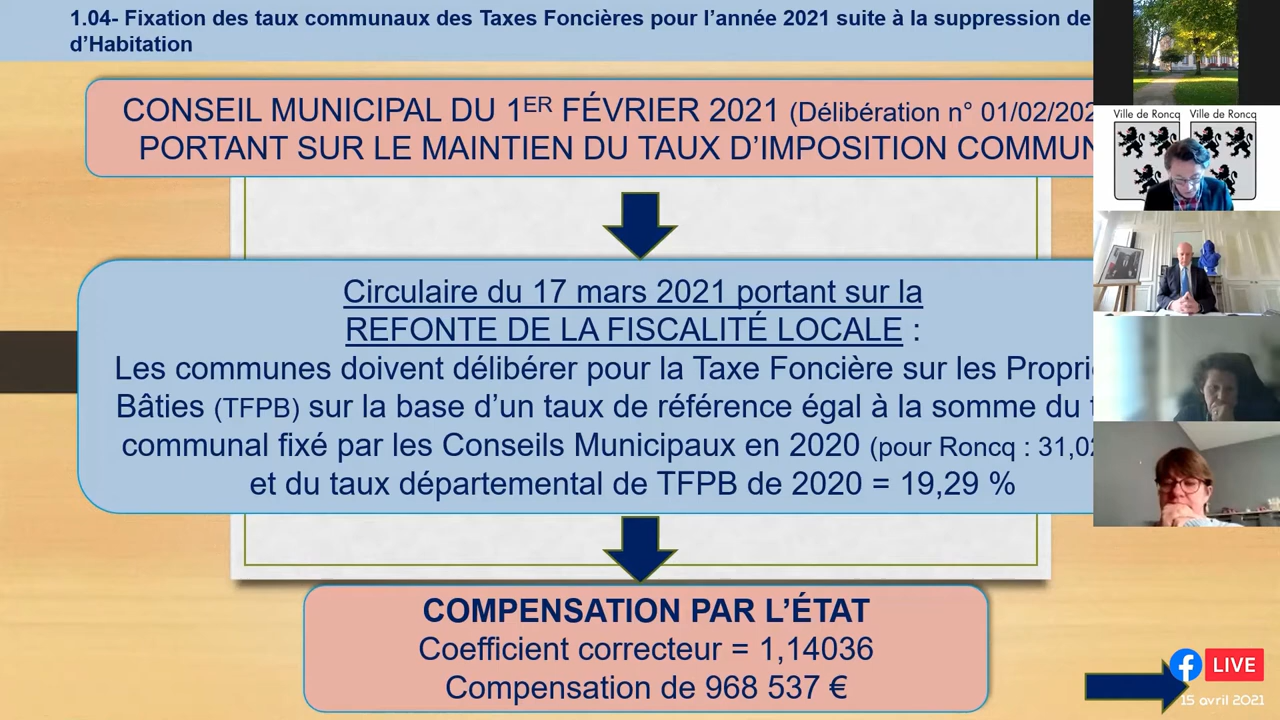 1.04- Fixation des taux communaux des Taxes Foncières pour l’année 2021 suite à la suppression de
d’Habitation
CONSEIL MUNICIPAL DU 1ER FÉVRIER 2021 (Délibération n° 01/02/202
PORTANT SUR LE MAINTIEN DU TAUX D’IMPOSITION COMMUN
Ville de Roncq Ville de Roncq
Circulaire du 17 mars 2021 portant sur la
REFONTE DE LA FISCALITÉ LOCALE :
Les communes doivent délibérer pour la Taxe Foncière sur les Propri
Bâties (TFPB) sur la base d’un taux de référence égal à la somme du
communal fixé par les Conseils Municipaux en 2020 (pour Roncq : 31,02
et du taux départemental de TFPB de 2020 = 19,29 %
COMPENSATION PAR L’ÉTAT
Coefficient correcteur = 1,14036
Compensation de 968 537 €
LIVE
15 avril 2021